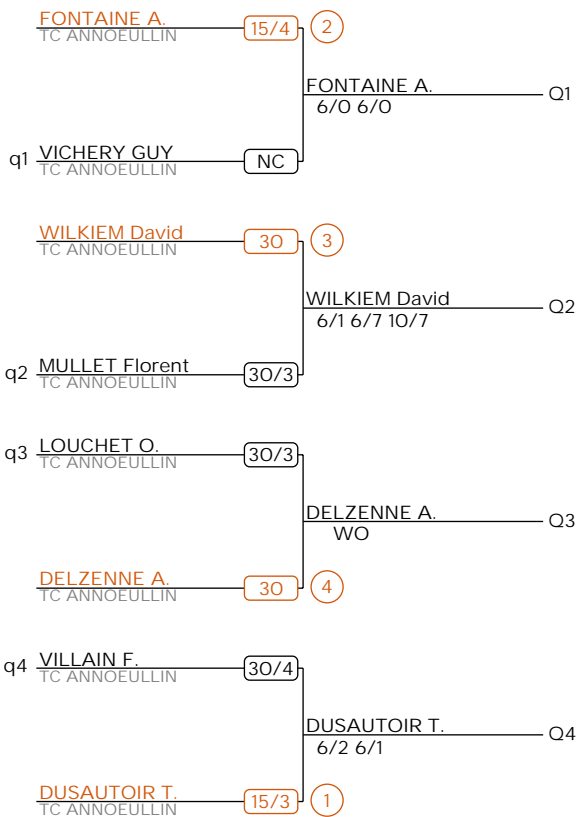 FONTAINE A. 15/4 2
TC ANNOEULLIN
FONTAINE A. Q1
6/0 6/0
q1 VICHERY GUY NC
TC ANNOEULLIN
WILKIEM David 30 3
TC ANNOEULLIN
WILKIEM David Q2
6/1 6/7 10/7
q2 MULLET Florent 30/3
TC ANNOEULLIN
q3 LOUCHET O. 30/3
TC ANNOEULLIN
DELZENNE A. Q3
WO
DELZENNE A. 30 4
TC ANNOEULLIN
q4 VILLAIN F. 30/4
TC ANNOEULLIN
DUSAUTOIR T. Q4
6/2 6/1
DUSAUTOIR T. 15/3 1
TC ANNOEULLIN